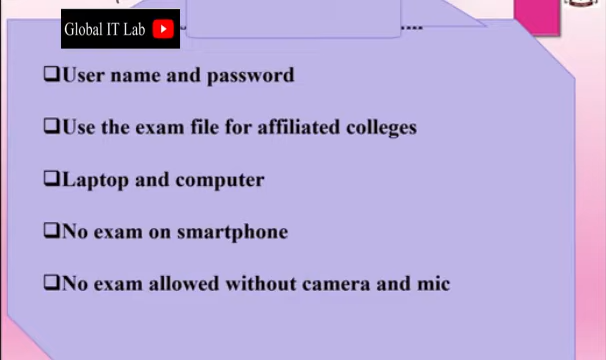 Global IT Lab
User name and password
Use the exam file for affiliated colleges
Laptop and computer
No exam on smartphone
No exam allowed without camera and mic